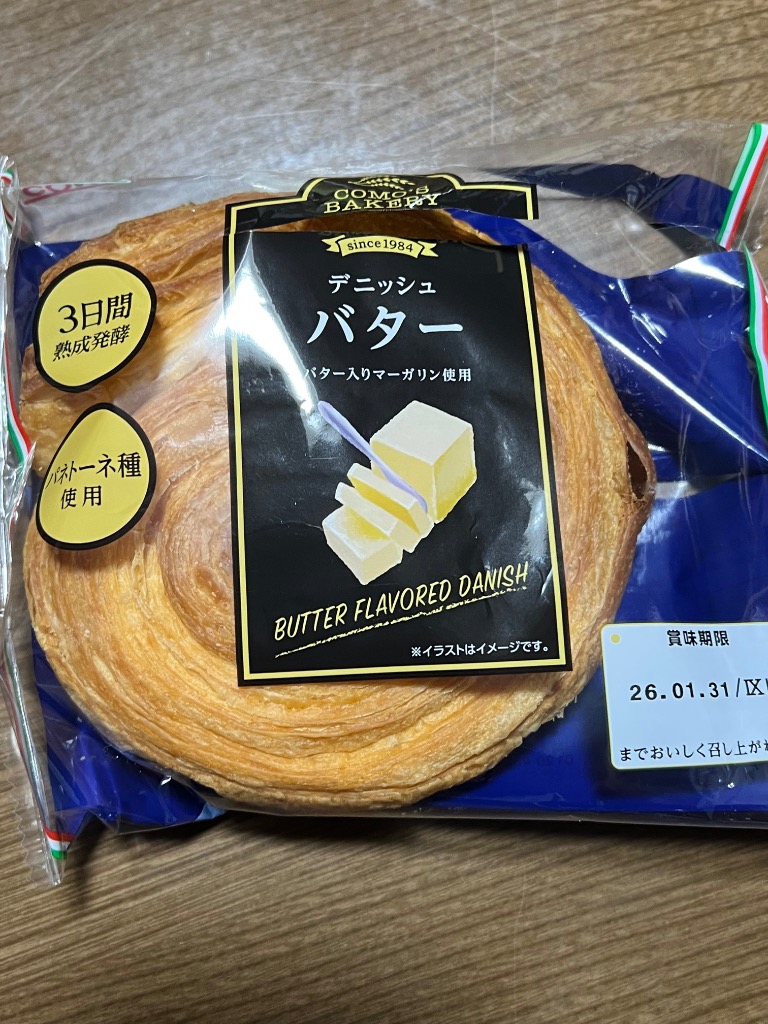 COMO'S
BAKERY
since1984
デニッシュ
バター
バター入りマーガリン使用
3日間
熟成発酵
パネトーネ種
使用
BUTTER FLAVORED DANISH
※イラストはイメージです。
賞味期限
26.01.31/IX
までおいしく召し上がれ